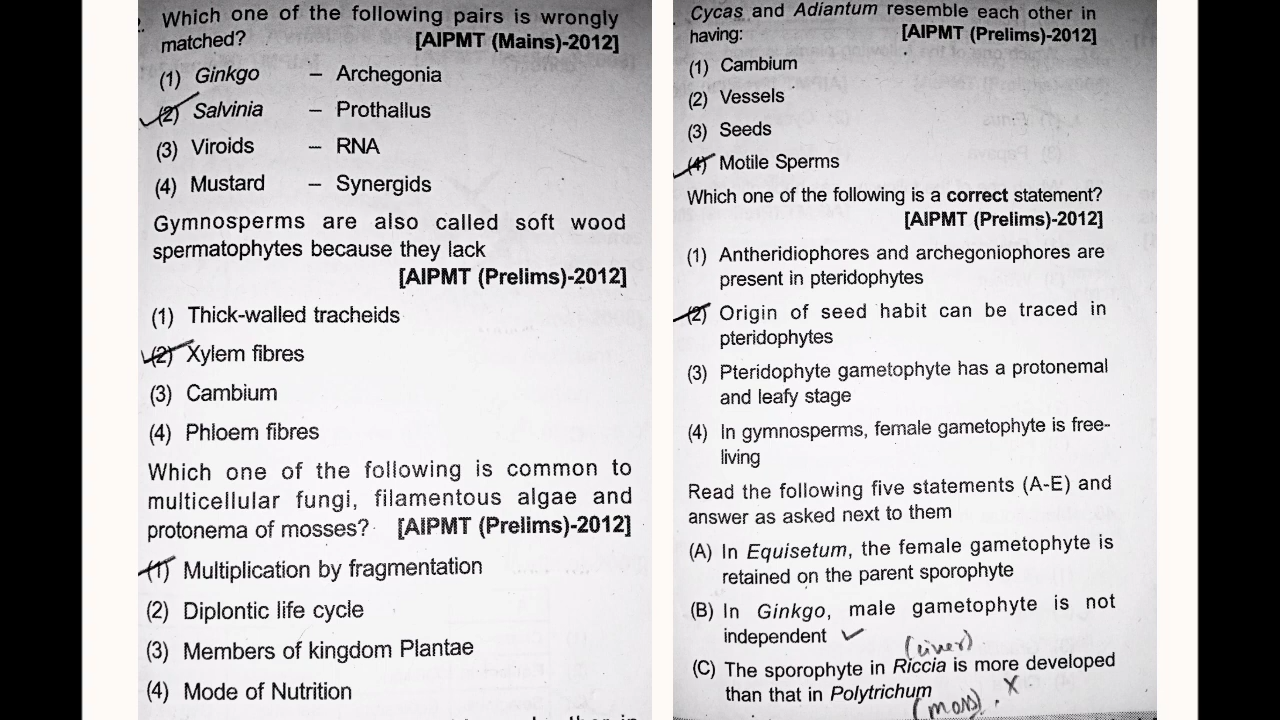 Which one of the following pairs is wrongly
matched? [AIPMT (Mains)-2012]
(1) Ginkgo – Archegonia
(2) Salvinia – Prothallus
(3) Viroids – RNA
(4) Mustard – Synergids
Gymnosperms are also called soft wood
spermatophytes because they lack
[AIPMT (Prelims)-2012]
(1) Thick-walled tracheids
(2) Xylem fibres
(3) Cambium
(4) Phloem fibres
Which one of the following is common to
multicellular fungi, filamentous algae and
protonema of mosses? [AIPMT (Prelims)-2012]
(1) Multiplication by fragmentation
(2) Diplontic life cycle
(3) Members of kingdom Plantae
(4) Mode of Nutrition
Cycas and Adiantum resemble each other in
having: [AIPMT (Prelims)-2012]
(1) Cambium
(2) Vessels
(3) Seeds
(4) Motile Sperms
Which one of the following is a correct statement?
[AIPMT (Prelims)-2012]
(1) Antheridiophores and archegoniophores are
present in pteridophytes
(2) Origin of seed habit can be traced in
pteridophytes
(3) Pteridophyte gametophyte has a protonemal
and leafy stage
(4) In gymnosperms, female gametophyte is free-
living
Read the following five statements (A-E) and
answer as asked next to them
(A) In Equisetum, the female gametophyte is
retained on the parent sporophyte
(B) In Ginkgo, male gametophyte is not
independent
(liver)
(C) The sporophyte in Riccia is more developed
than that in Polytrichum
(moss). X